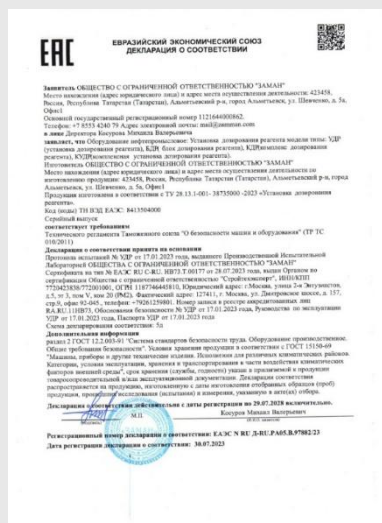 ЕАС
ЕВРАЗИЙСКИЙ ЭКОНОМИЧЕСКИЙ СОЮЗ
ДЕКЛАРАЦИЯ О СООТВЕТСТВИИ
Заявитель ОБЩЕСТВО С ОГРАНИЧЕННОЙ ОТВЕТСТВЕННОСТЬЮ "ЗАМАН"
Место нахождения (адрес юридического лица) и адрес места осуществления деятельности: 423458,
Россия, Республика Татарстан (Татарстан), Альметьевский р-н, город Альметьевск, ул. Шевченко, д. 5а,
Офис1
Основной государственный регистрационный номер 1121644000862.
Телефон: +7 8553 4240 79 Адрес электронной почты:
в лице Директора Косурова Михаила Валерьевича
заявляет, что Оборудование нефтепромысловое: Установка дозирования реагента модели типы: УДР
(установка дозирования реагента), БДР( блок дозирования реагента), КДР(комплекс дозирования
реагента), КУДР(комплексная установка дозирования реагента)
Изготовитель ОБЩЕСТВО С ОГРАНИЧЕННОЙ ОТВЕТСТВЕННОСТЬЮ "ЗАМАН"
Место нахождения (адрес юридического лица) и адрес места осуществления деятельности по
изготовлению продукции: 423458, Россия, Республика Татарстан (Татарстан), Альметьевский р-н, город
Альметьевск, ул. Шевченко, д. 5а, Офис1
Продукция изготовлена в соответствии с ТУ 28.13.1-001- 38735000 -2023 «Установка дозирования
реагента».
Код (коды) ТН ВЭД ЕАЭС: 8413504000
Серийный выпуск
соответствует требованиям
Технического регламента Таможенного союза "О безопасности машин и оборудования" (ТР ТС
010/2011)
Декларация о соответствии принята на основании
Протокола испытаний № УДР от 17.01.2023 года, выданного Производственной Испытательной
Лабораторией ОБЩЕСТВА С ОГРАНИЧЕННОЙ ОТВЕТСТВЕННОСТЬЮ "ЗАМАН"
Сертификата на тип № ЕАЭС RU С-RU. НВ73.Т.00177 от 28.07.2023 года, выдан Органом по
сертификации Общества с ограниченной ответственностью "Стройтехэксперт", ИНН/КПП
7720423838/772001001, ОГРН 1187746445810, Юридический адрес: г.Москва, улица 2-я Энтузиастов,
д.5, эт 3, пом V, ком 20 (РМ2). Фактический адрес: 127411, г. Москва, ул. Дмитровское шоссе, д. 157,
стр.9, офис 92-045, телефон: +79261259801. Номер записи в реестре аккредитованных лиц
RA.RU.11НВ73, Обоснования безопасности № УДР от 17.01.2023 года, Руководства по эксплуатации
УДР от 17.01.2023 года, Паспорта УДР от 17.01.2023 года
Схема декларирования соответствия: 5д
Дополнительная информация
раздел 2 ГОСТ 12.2.003-91 "Система стандартов безопасности труда. Оборудование производственное.
Общие требования безопасности". Условия хранения продукции в соответствии с ГОСТ 15150-69
"Машины, приборы и другие технические изделия. Исполнения для различных климатических районов.
Категории, условия эксплуатации, хранения и транспортирования в части воздействия климатических
факторов внешней среды", срок хранения (службы, годности) указан в прилагаемой к продукции
товаросопроводительной и/или эксплуатационной документации. Декларация соответствия
распространяется на продукцию, изготовленную с даты изготовления отобранных образцов (проб)
продукции, прошедших исследования (испытания) и измерения, указанную в акте(ах) отбора.
Декларация о соответствии действительна с даты регистрации по 29.07.2028 включительно.
М.П. Косуров Михаил Валерьевич
Регистрационный номер декларации о соответствии: ЕАЭС N RU Д-RU.РА05.В.97882/23
Дата регистрации декларации о соответствии: 30.07.2023